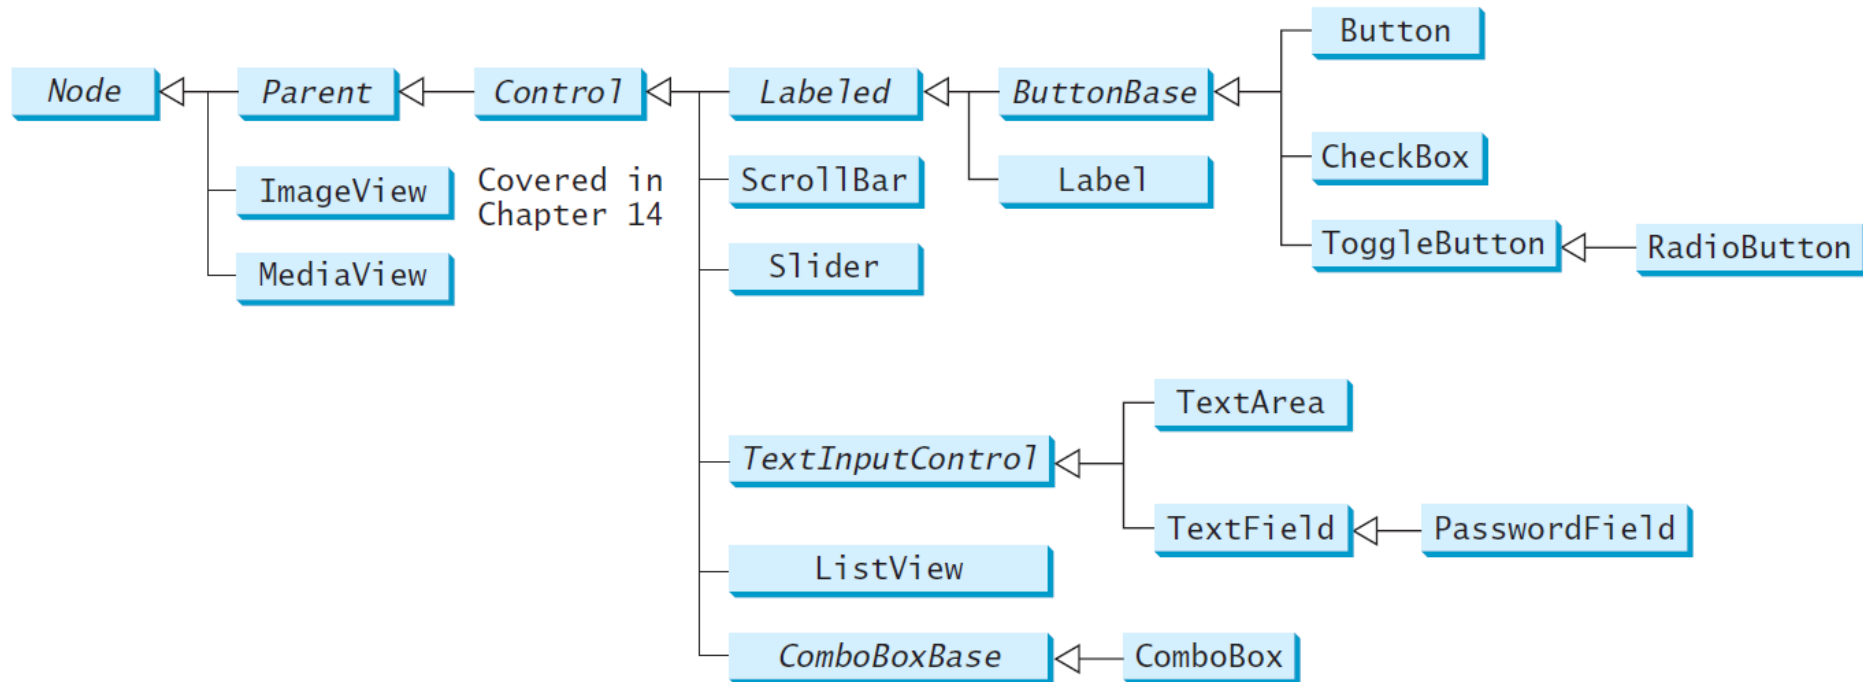 Button
Node
Parent
Control
Labeled
ButtonBase
ImageView
Covered in
Chapter 14
ScrollBar
Label
CheckBox
MediaView
Slider
ToggleButton
RadioButton
TextArea
TextInputControl
TextField
PasswordField
ListView
ComboBoxBase
ComboBox